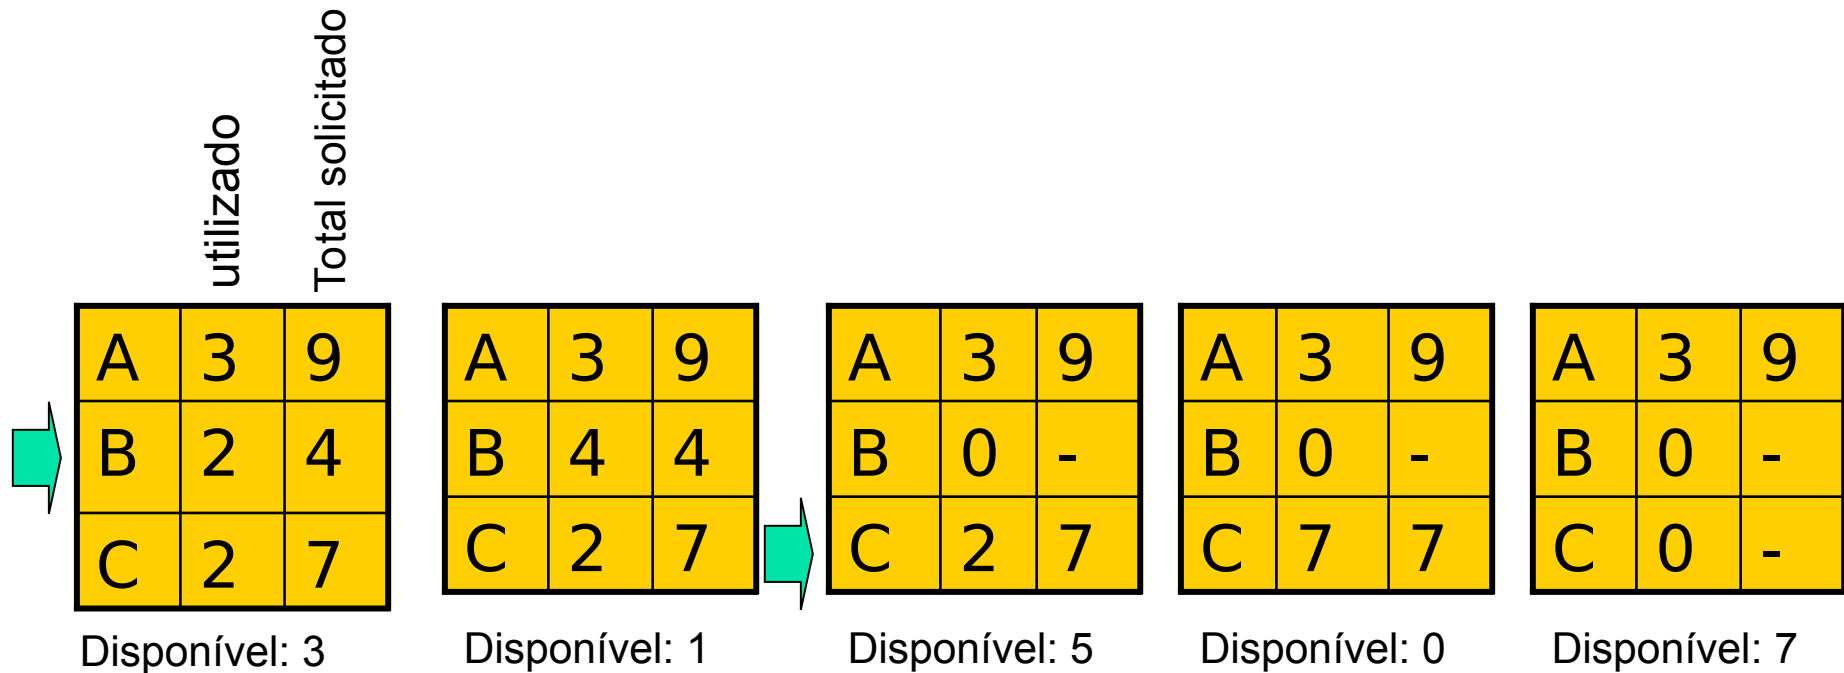 utilizado
Total solicitado
A 3 9
B 2 4
C 2 7
Disponível: 3
A 3 9
B 4 4
C 2 7
Disponível: 1
A 3 9
B 0 -
C 2 7
Disponível: 5
A 3 9
B 0 -
C 7 7
Disponível: 0
A 3 9
B 0 -
C 0 -
Disponível: 7